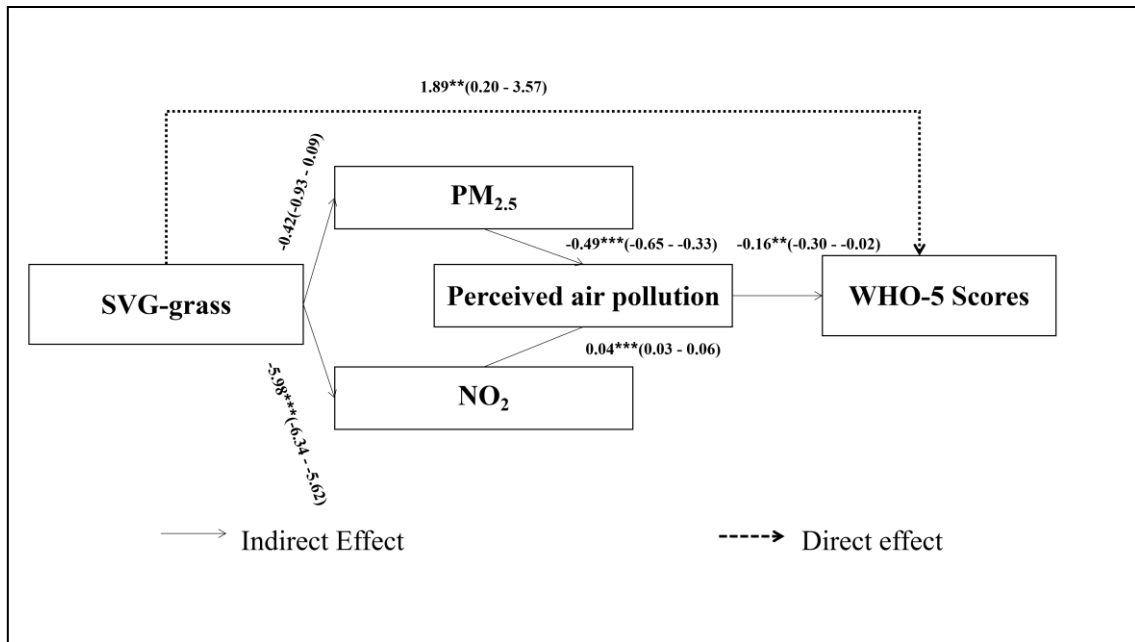 1.89**(0.20 - 3.57)
-0.42(-0.93 - 0.09)
PM2.5
-0.49***(-0.65 - -0.33)
-0.16**(-0.30 - -0.02)
SVG-grass
Perceived air pollution
WHO-5 Scores
0.04***(0.03 - 0.06)
-5.98***(-6.34 - -5.62)
NO2
Indirect Effect
Direct effect